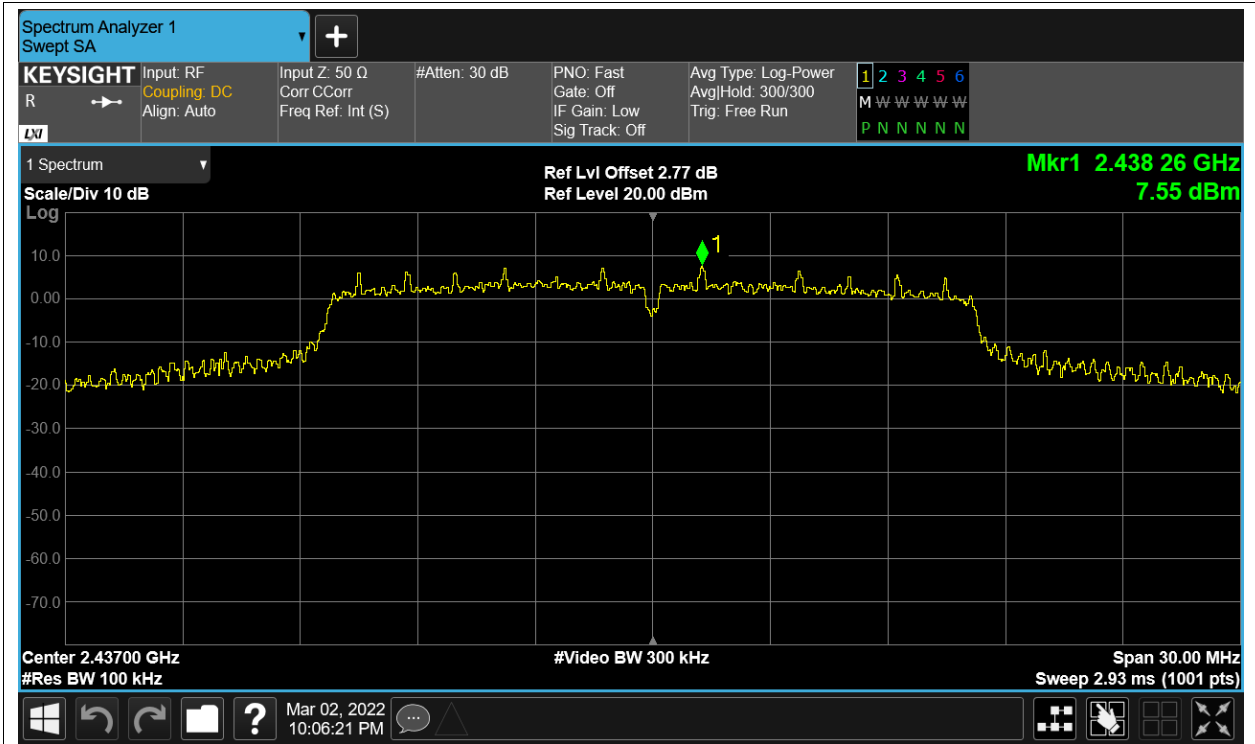 Spectrum Analyzer 1
Swept SA
KEYSIGHT
R
LXI
Input: RF
Coupling: DC
Align: Auto
Input Z: 50 Ω
Corr CCorr
Freq Ref: Int (S)
#Atten: 30 dB
PNO: Fast
Gate: Off
IF Gain: Low
Sig Track: Off
Avg Type: Log-Power
Avg|Hold: 300/300
Trig: Free Run
1 2 3 4 5 6
M W W W W W
P N N N N N
1 Spectrum
Scale/Div 10 dB
Log
Ref Lvl Offset 2.77 dB
Ref Level 20.00 dBm
Mkr1 2.438 26 GHz
7.55 dBm
1
10.0
0.00
-10.0
-20.0
-30.0
-40.0
-50.0
-60.0
-70.0
Center 2.43700 GHz
#Res BW 100 kHz
#Video BW 300 kHz
Span 30.00 MHz
Sweep 2.93 ms (1001 pts)
?
Mar 02, 2022
10:06:21 PM